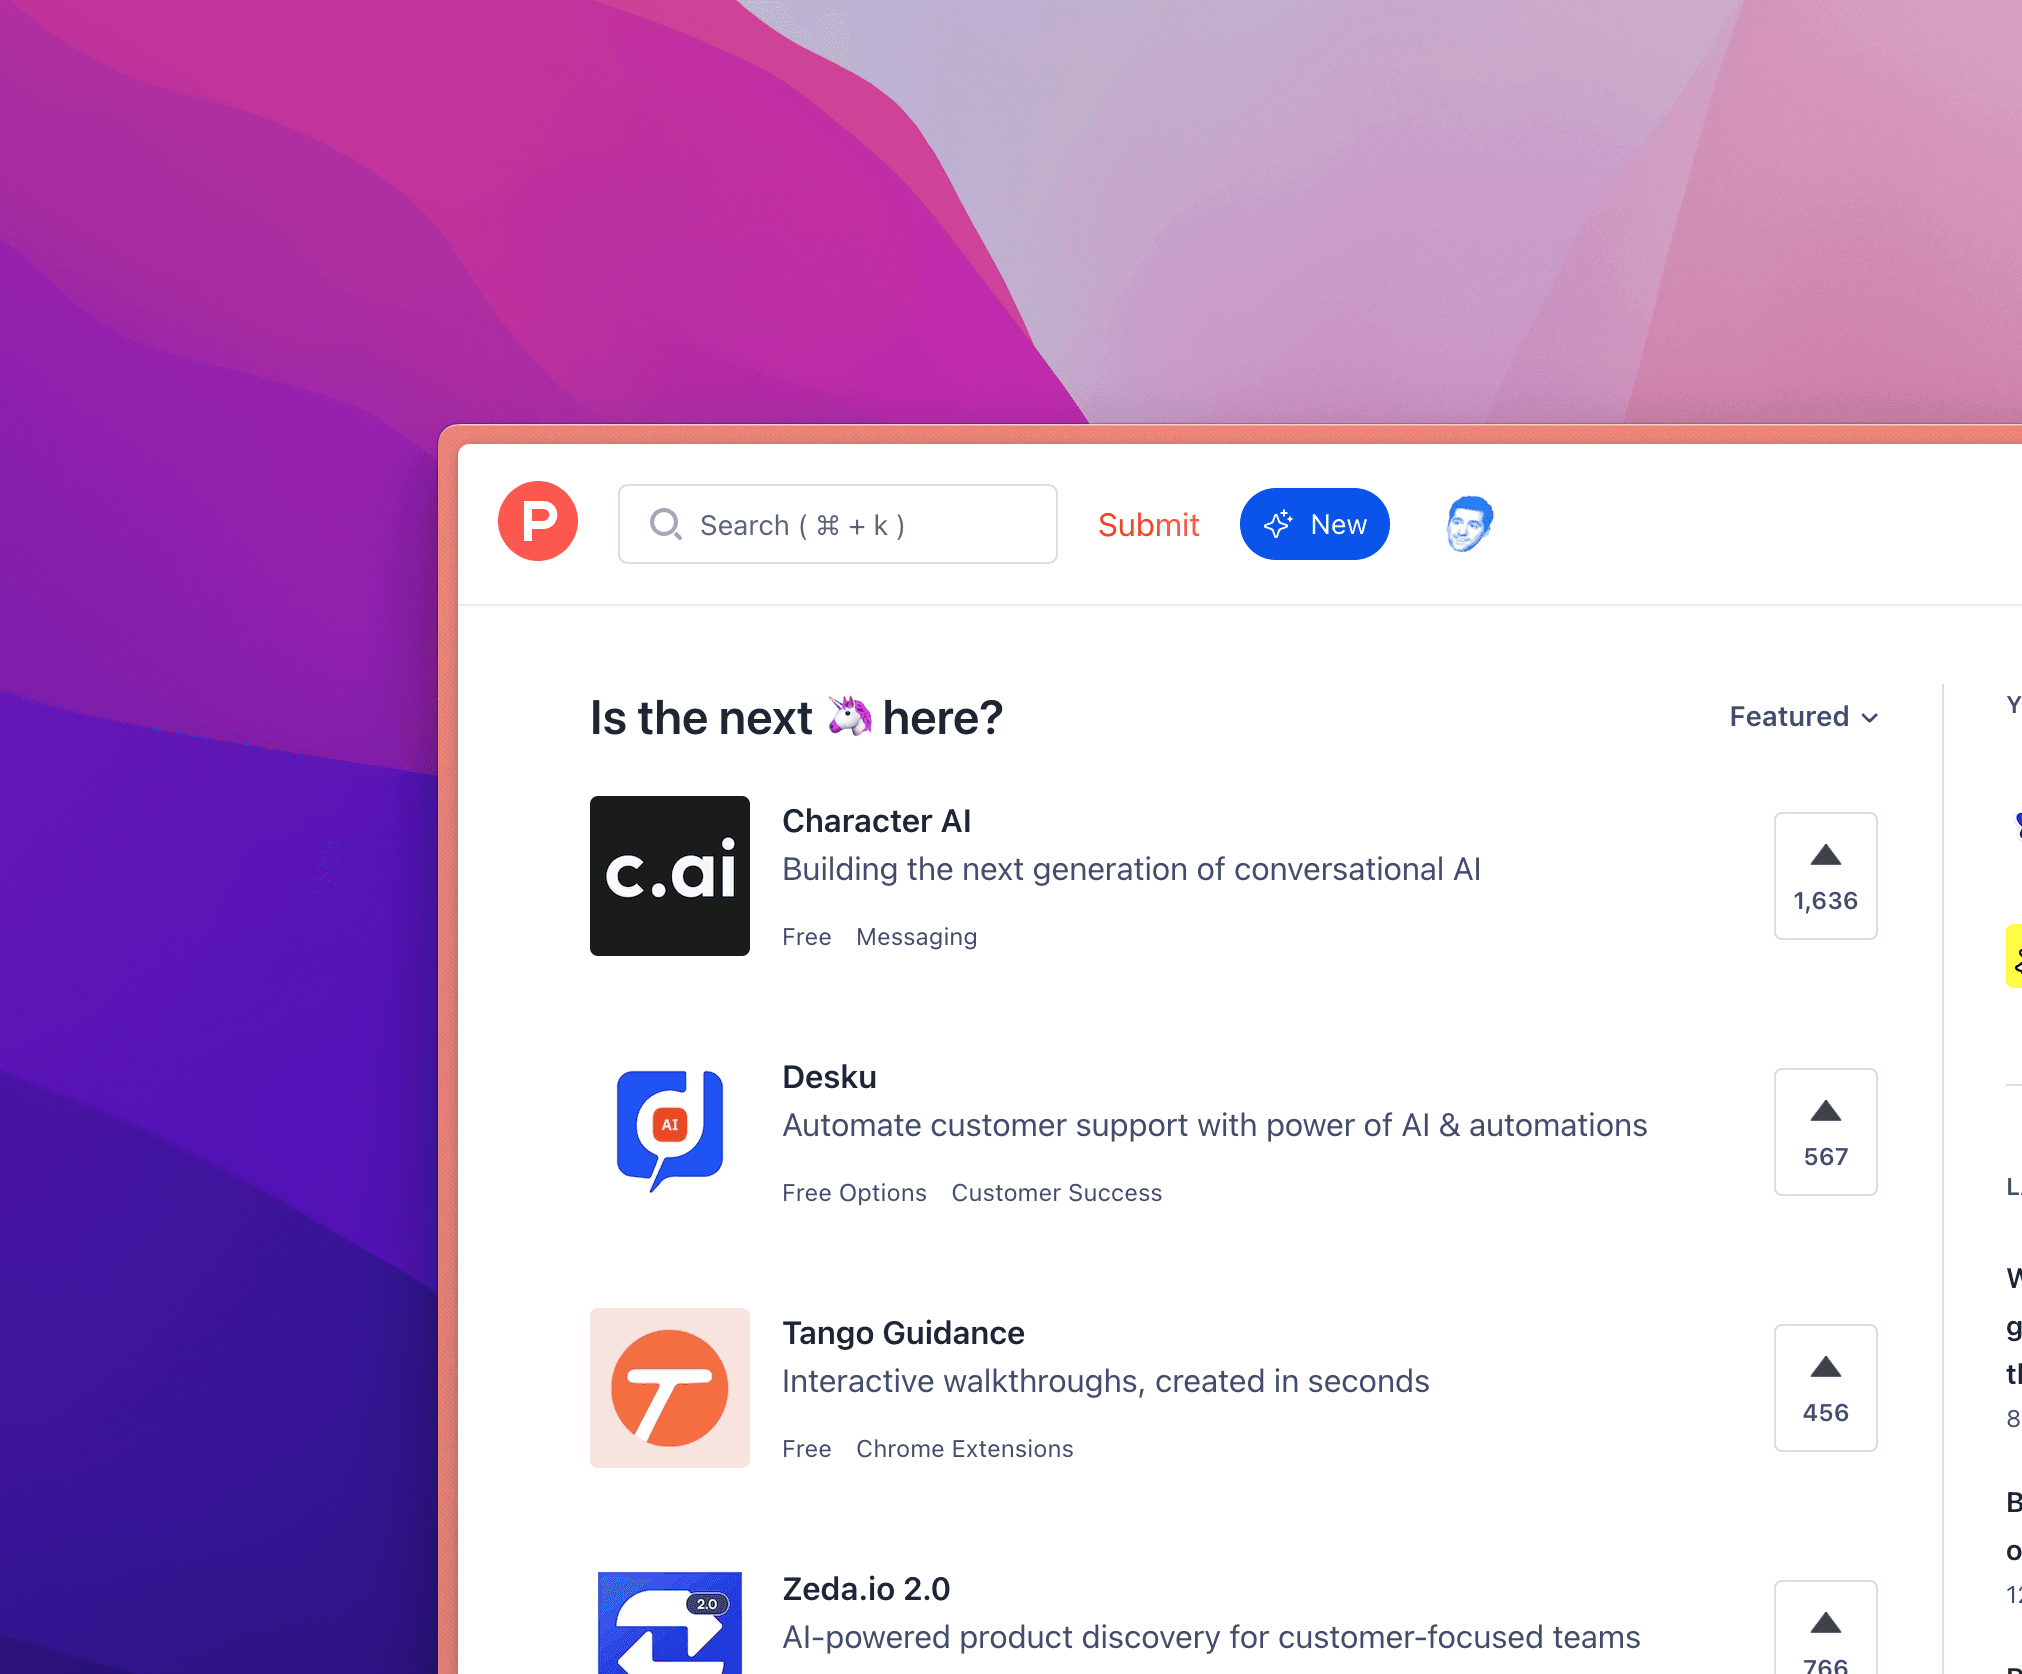 P
Search ( ⌘ + k )
Submit
New
Is the next 🦄 here?
Featured
c.ai
Character AI
Building the next generation of conversational AI
Free Messaging
1,636
AI
Desku
Automate customer support with power of AI & automations
Free Options Customer Success
567
T
Tango Guidance
Interactive walkthroughs, created in seconds
Free Chrome Extensions
456
2.0
Zeda.io 2.0
AI-powered product discovery for customer-focused teams
766